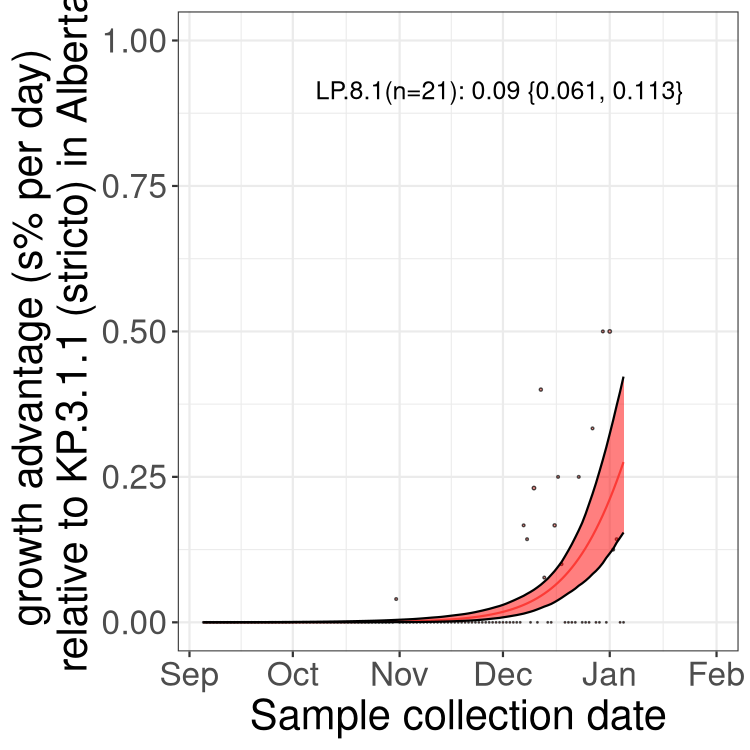 growth advantage (s% per day)
relative to KP.3.1.1 (stricto) in Alberta
1.00
0.75
0.50
0.25
0.00
LP.8.1(n=21): 0.09 {0.061, 0.113}
Sep Oct Nov Dec Jan Feb
Sample collection date